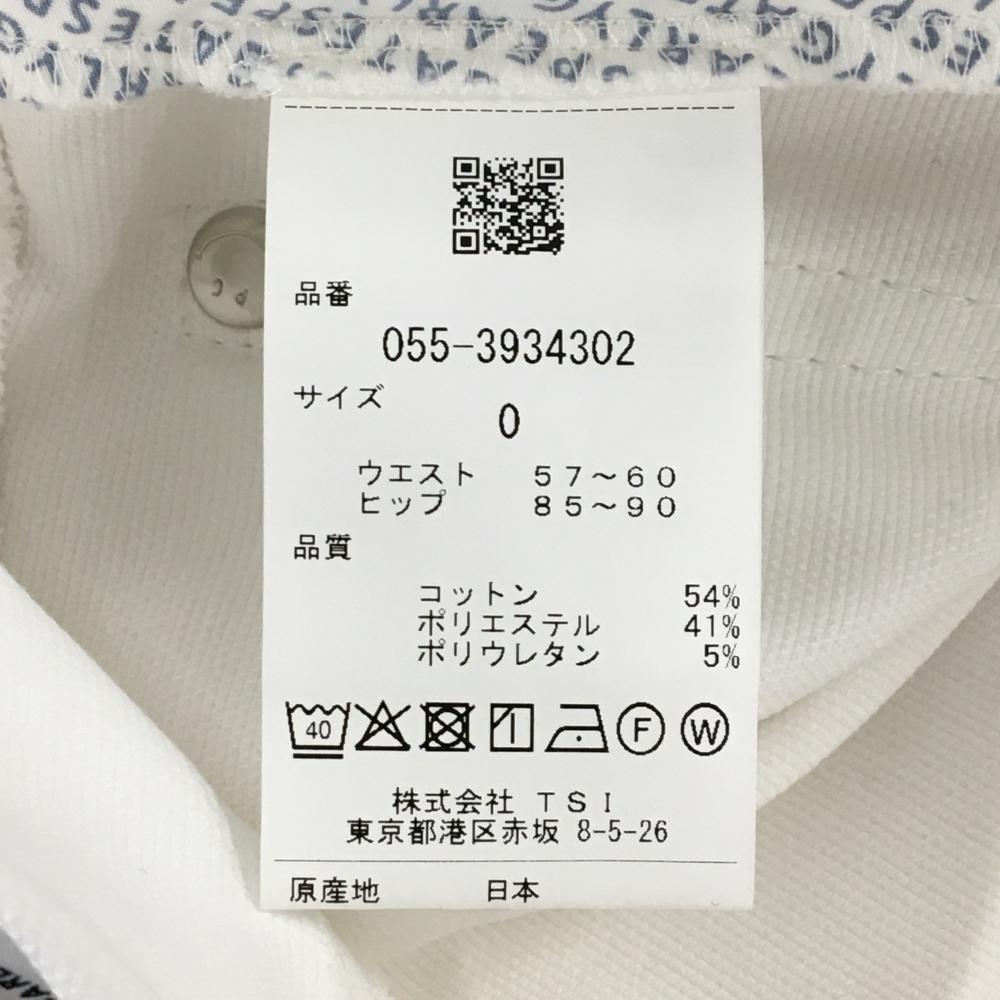 品番
055-3934302
サイズ
0
ウエスト 57～60
ヒップ 85～90
品質
コットン 54%
ポリエステル 41%
ポリウレタン 5%
40
F W
株式会社 TSI
東京都港区赤坂 8-5-26
原産地 日本